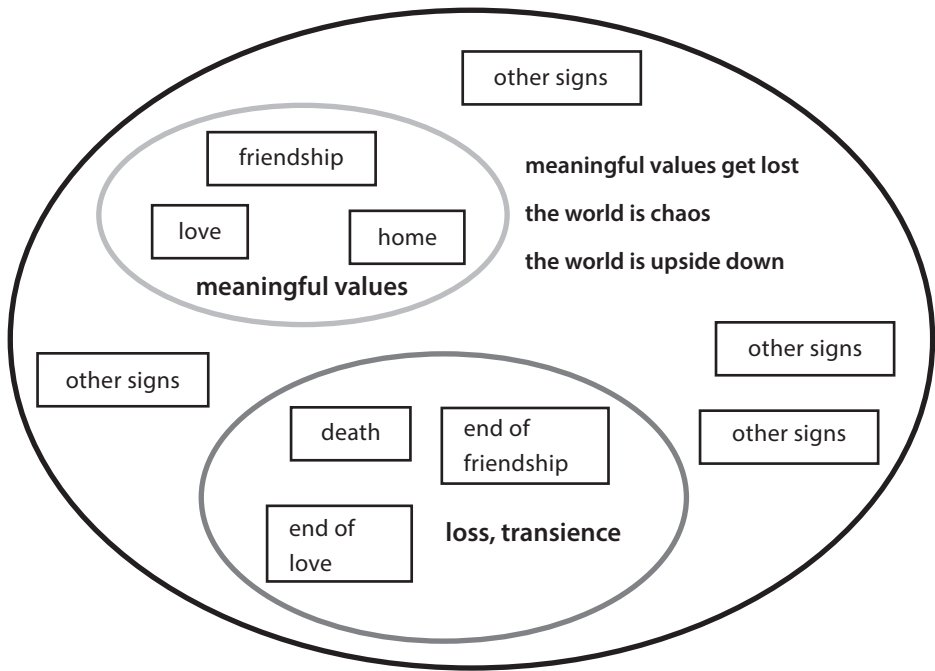 other signs
friendship
love
home
meaningful values
meaningful values get lost
the world is chaos
the world is upside down
other signs
other signs
other signs
death
end of
friendship
end of
love
loss, transience